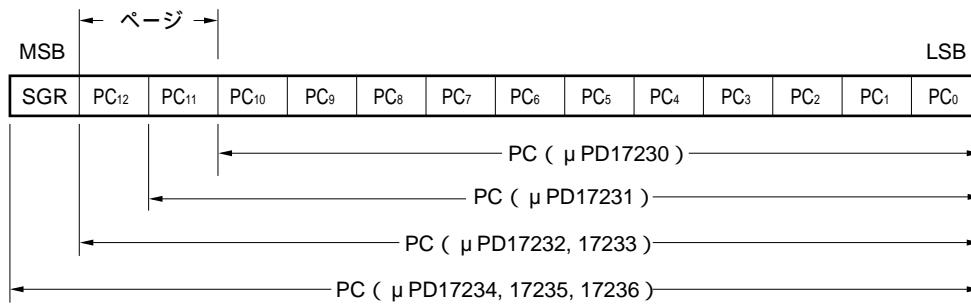 ページ
MSB LSB
SGR PC12 PC11 PC10 PC9 PC8 PC7 PC6 PC5 PC4 PC3 PC2 PC1 PC0
PC ( μPD17230 )
PC ( μPD17231 )
PC ( μPD17232, 17233 )
PC ( μPD17234, 17235, 17236 )